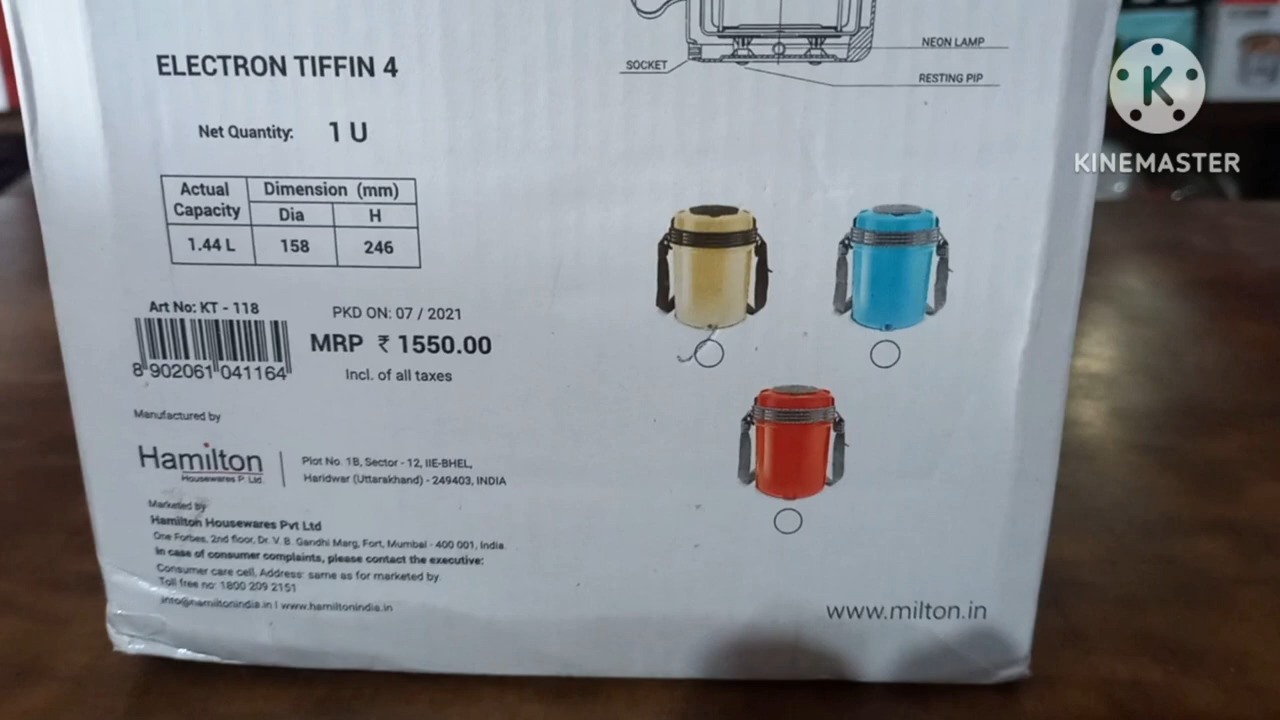 ELECTRON TIFFIN 4
Net Quantity: 1 U
Actual Capacity
Dimension (mm)
Dia
H
1.44 L
158
246
Art No: KT - 118
8 902061 041164
PKD ON: 07 / 2021
MRP ₹ 1550.00
Incl. of all taxes
Manufactured by
Hamilton
Housewares P. Ltd.
Plot No. 1B, Sector - 12, IIE-BHEL,
Haridwar (Uttarakhand) - 249403, INDIA
Marketed by
Hamilton Housewares Pvt Ltd
One Forbes, 2nd floor, Dr. V. B. Gandhi Marg, Fort, Mumbai - 400 001, India.
In case of consumer complaints, please contact the executive:
Consumer care cell, Address: same as for marketed by
Toll free no: 1800 209 2151
info@hamiltonindia.in | www.hamiltonindia.in
SOCKET
NEON LAMP
RESTING PIP
www.milton.in
K
KINEMASTER